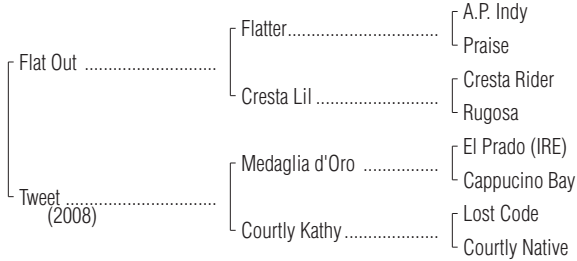 A.P. Indy
Flatter
Praise
Flat Out
Cresta Rider
Cresta Lil
Rugosa
El Prado (IRE)
Medaglia d'Oro
Cappucino Bay
Tweet
(2008)
Lost Code
Courtly Kathy
Courtly Native